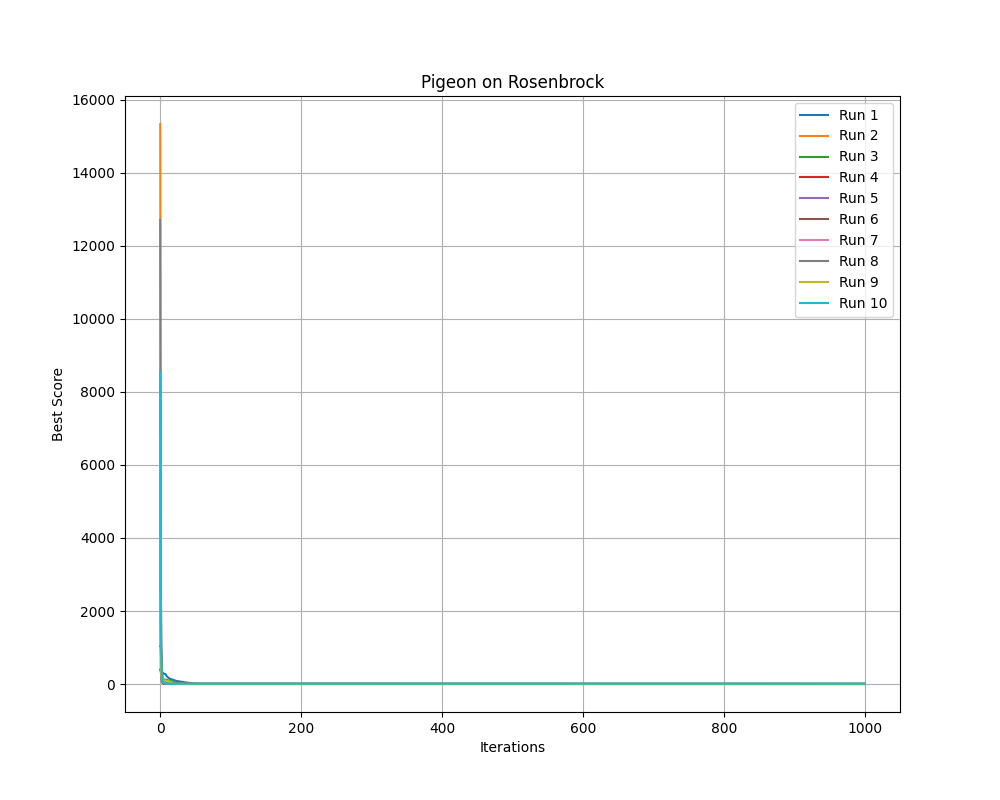 Pigeon on Rosenbrock
16000
14000
12000
10000
8000
6000
4000
2000
0
Best Score
0 200 400 600 800 1000
Iterations
Run 1
Run 2
Run 3
Run 4
Run 5
Run 6
Run 7
Run 8
Run 9
Run 10